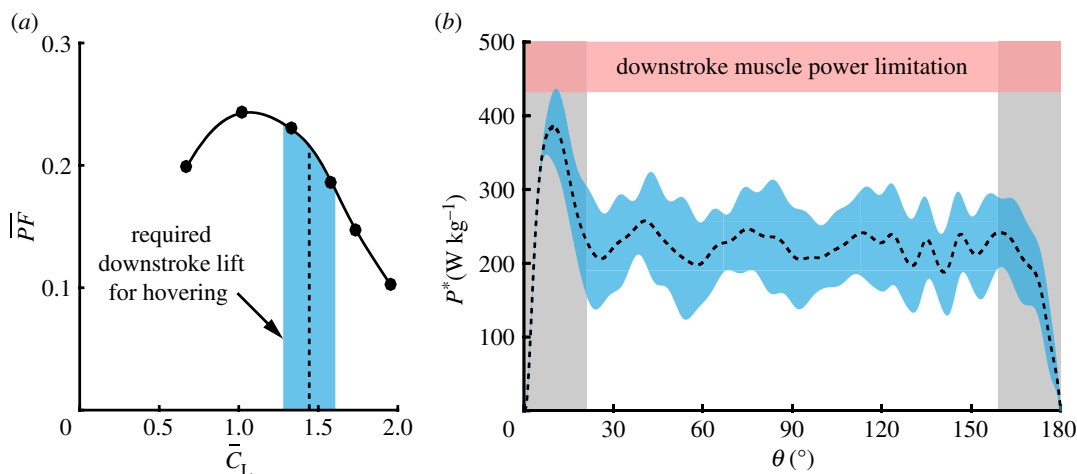 (a)
0.3
0.2
0.1
PF
required
downstroke lift
for hovering
0
0.5
1.0
1.5
2.0
C̄L
(b)
500
400
300
200
100
P*(W kg−1)
downstroke muscle power limitation
0
30
60
90
120
150
180
θ (°)